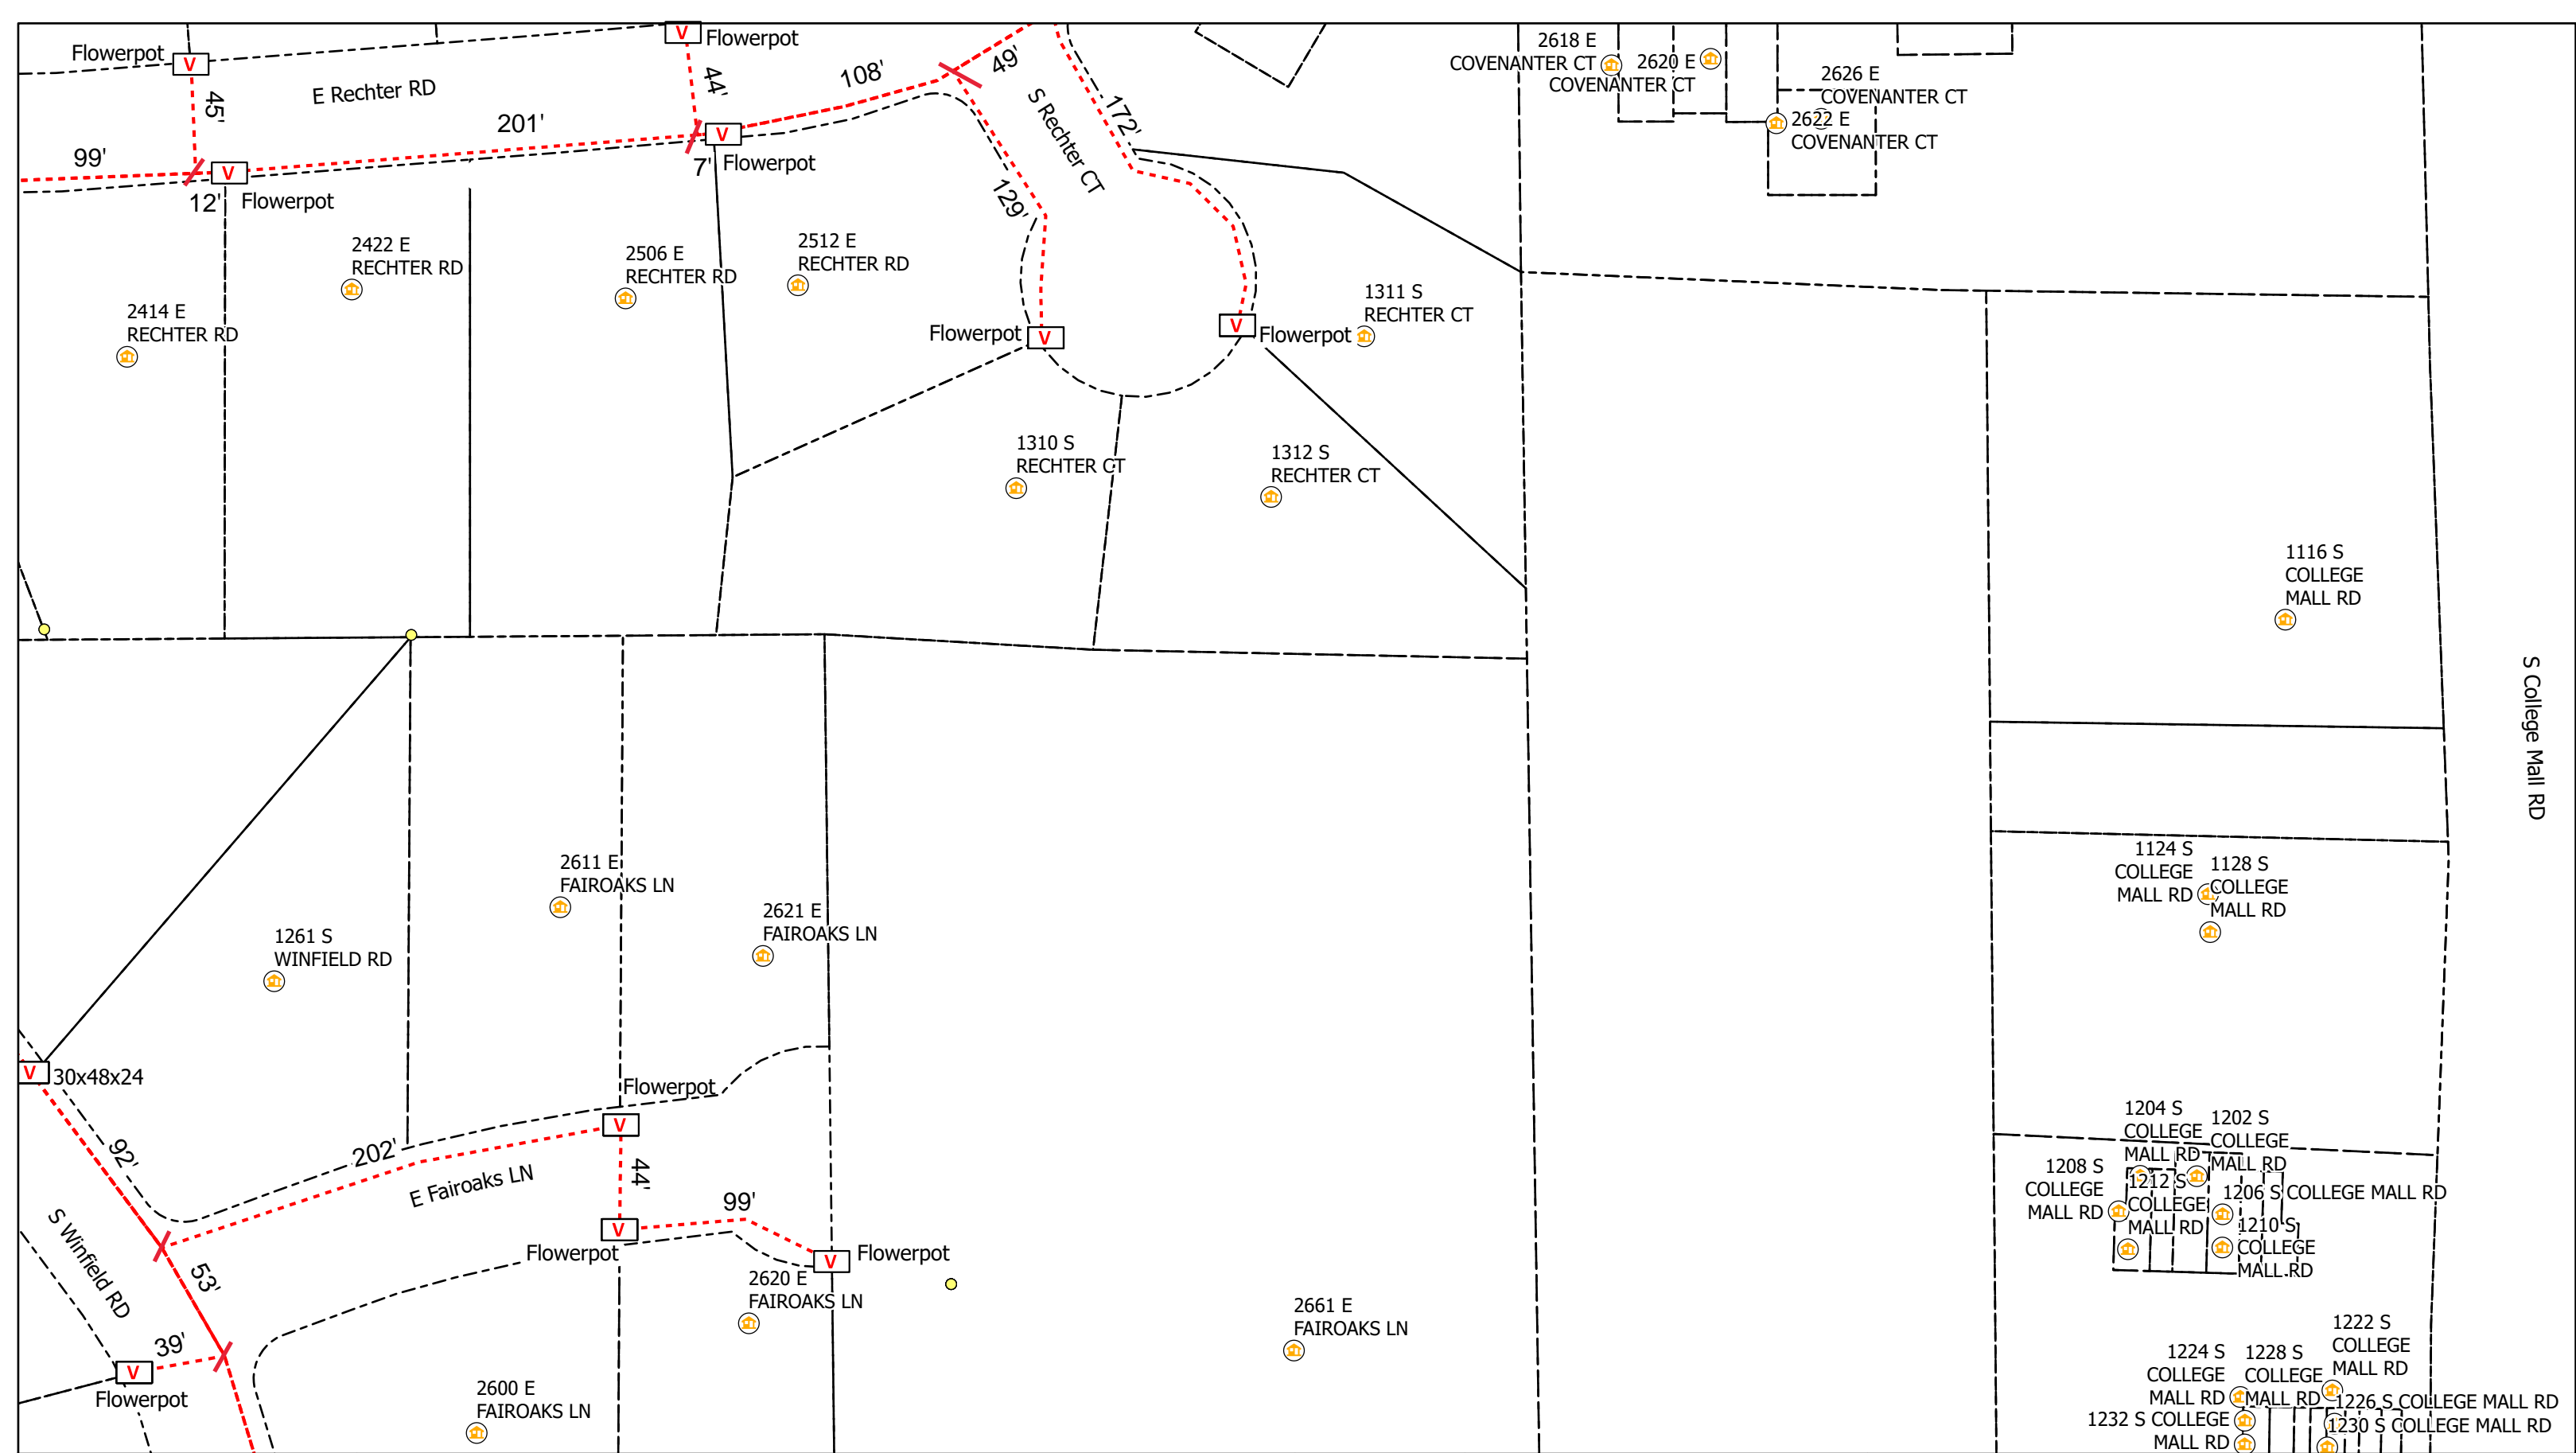 Flowerpot
V
V
Flowerpot
E Rechter RD
45'
44'
108'
49'
201'
99'
V
V
7'
Flowerpot
12'
Flowerpot
S Rechter CT
172'
129'
2618 E
COVENANTER CT
2620 E
COVENANTER CT
2626 E
COVENANTER CT
2622 E
COVENANTER CT
2422 E
RECHTER RD
2506 E
RECHTER RD
2512 E
RECHTER RD
2414 E
RECHTER RD
Flowerpot
V
V
Flowerpot
1311 S
RECHTER CT
1310 S
RECHTER CT
1312 S
RECHTER CT
1116 S
COLLEGE
MALL RD
S College Mall RD
2611 E
FAIROAKS LN
2621 E
FAIROAKS LN
1261 S
WINFIELD RD
1124 S
COLLEGE
MALL RD
1128 S
COLLEGE
MALL RD
V
30x48x24
Flowerpot
V
92'
202'
E Fairoaks LN
44'
99'
V
Flowerpot
V
Flowerpot
S Winfield RD
53'
39'
V
Flowerpot
2620 E
FAIROAKS LN
2661 E
FAIROAKS LN
2600 E
FAIROAKS LN
1204 S
COLLEGE
MALL RD
1202 S
COLLEGE
MALL RD
1208 S
COLLEGE
MALL RD
1212 S
COLLEGE
MALL RD
1206 S COLLEGE MALL RD
1210 S
COLLEGE
MALL RD
1222 S
COLLEGE
MALL RD
1224 S
COLLEGE
MALL RD
1228 S
COLLEGE
MALL RD
1226 S COLLEGE MALL RD
1232 S COLLEGE
MALL RD
1230 S COLLEGE MALL RD